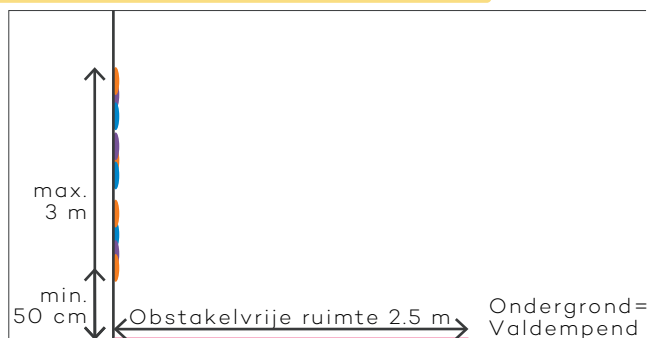 max.
3 m
min.
50 cm
Obstakelvrije ruimte 2.5 m
Ondergrond=
Valdempend